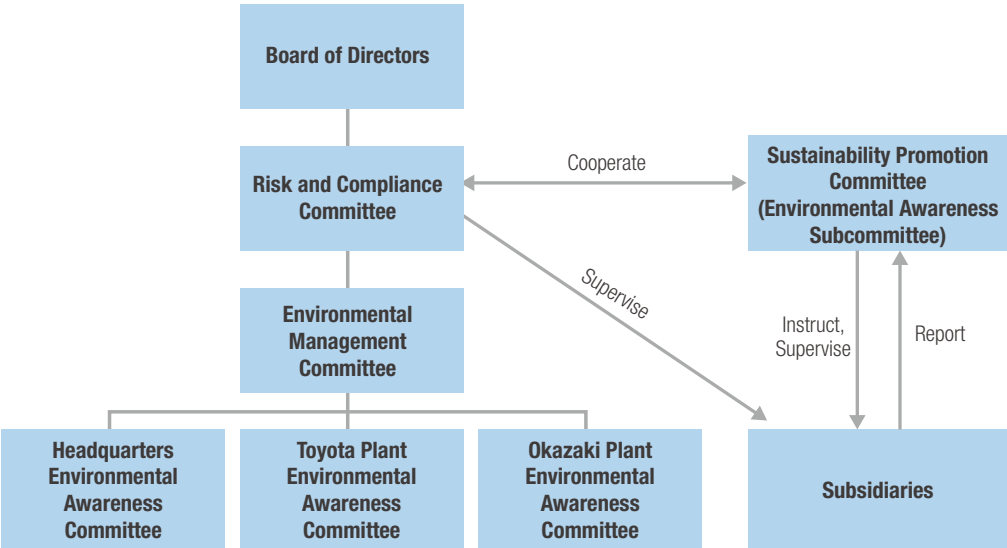 Board of Directors
Risk and Compliance
Committee
Cooperate
Sustainability Promotion
Committee
(Environmental Awareness
Subcommittee)
Supervise
Environmental
Management
Committee
Instruct,
Supervise
Report
Headquarters
Environmental
Awareness
Committee
Toyota Plant
Environmental
Awareness
Committee
Okazaki Plant
Environmental
Awareness
Committee
Subsidiaries